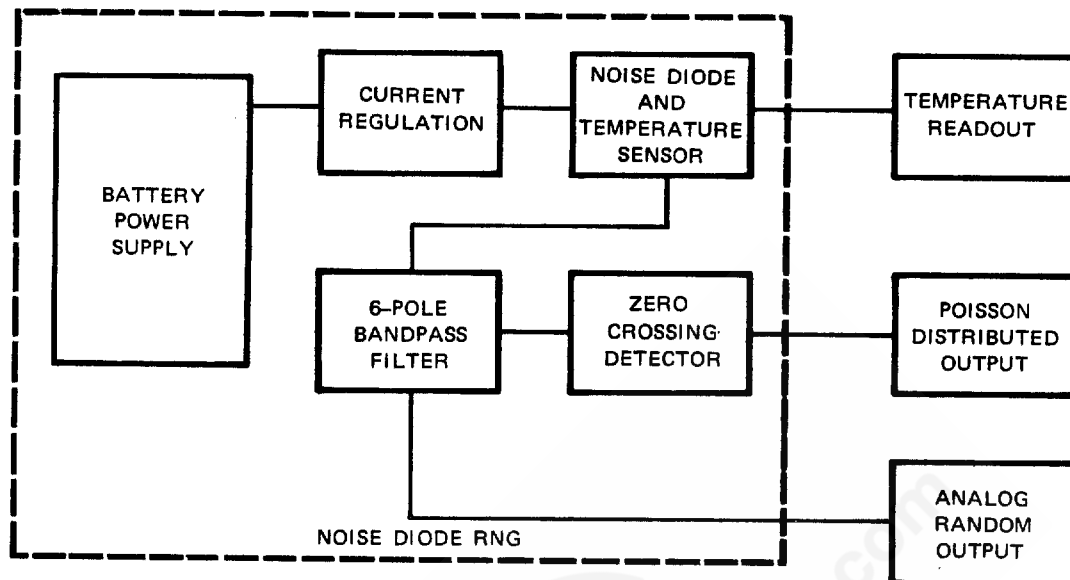 BATTERY
POWER
SUPPLY
CURRENT
REGULATION
NOISE DIODE
AND
TEMPERATURE
SENSOR
TEMPERATURE
READOUT
6-POLE
BANDPASS
FILTER
ZERO
CROSSING
DETECTOR
POISSON
DISTRIBUTED
OUTPUT
ANALOG
RANDOM
OUTPUT
NOISE DIODE RNG